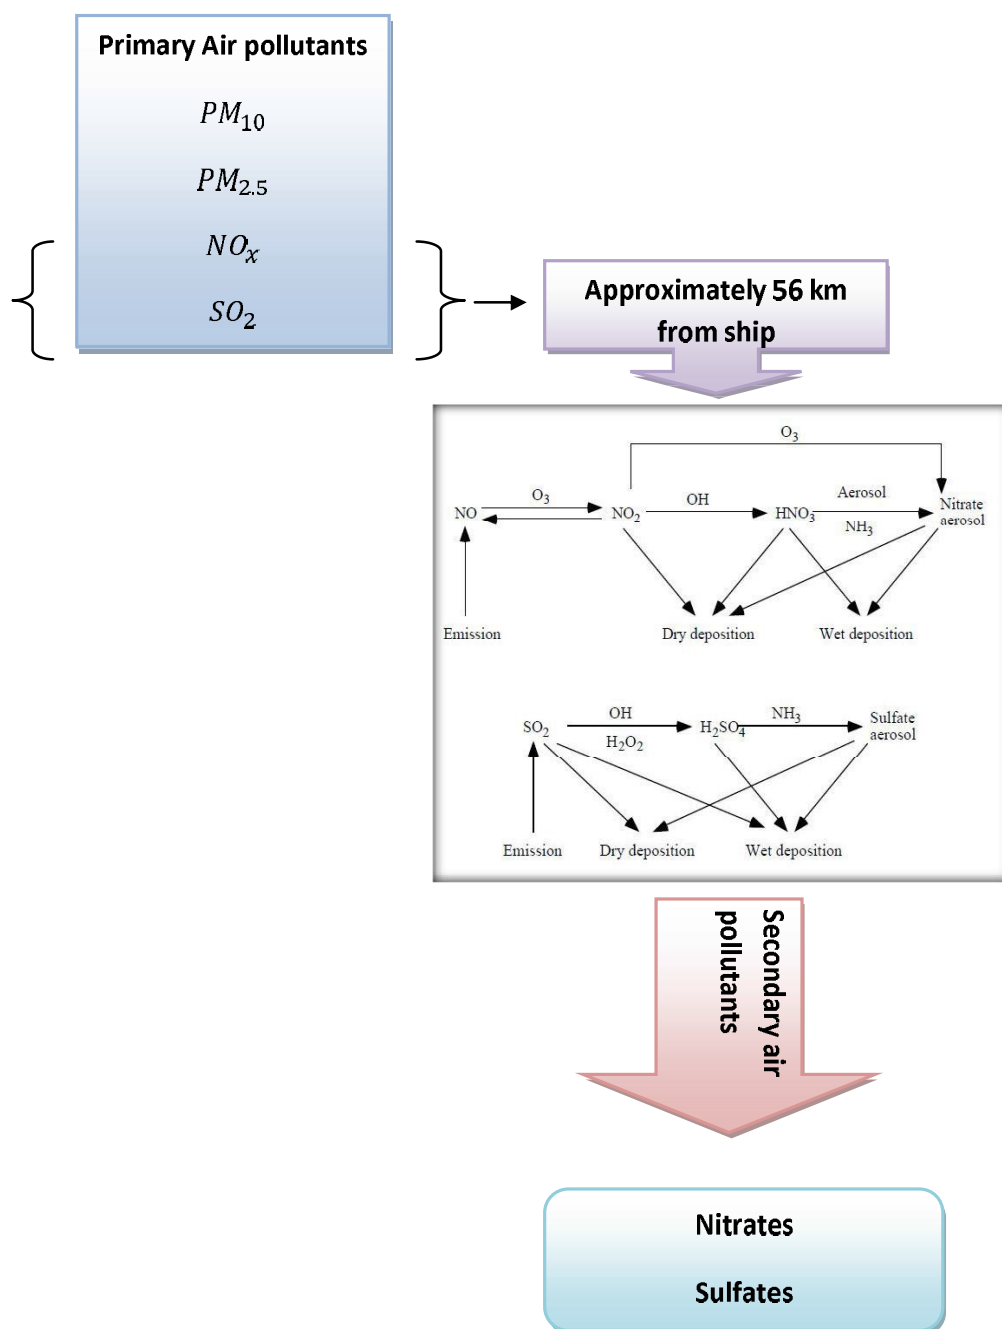 Primary Air pollutants
PM₁₀
PM₂.₅
NOₓ
SO₂
Approximately 56 km
from ship
O₃
NO
O₃
NO₂
OH
HNO₃
Aerosol
NH₃
Nitrate
aerosol
Emission
Dry deposition
Wet deposition
SO₂
OH
H₂O₂
H₂SO₄
NH₃
Sulfate
aerosol
Emission
Dry deposition
Wet deposition
Secondary air
pollutants
Nitrates
Sulfates